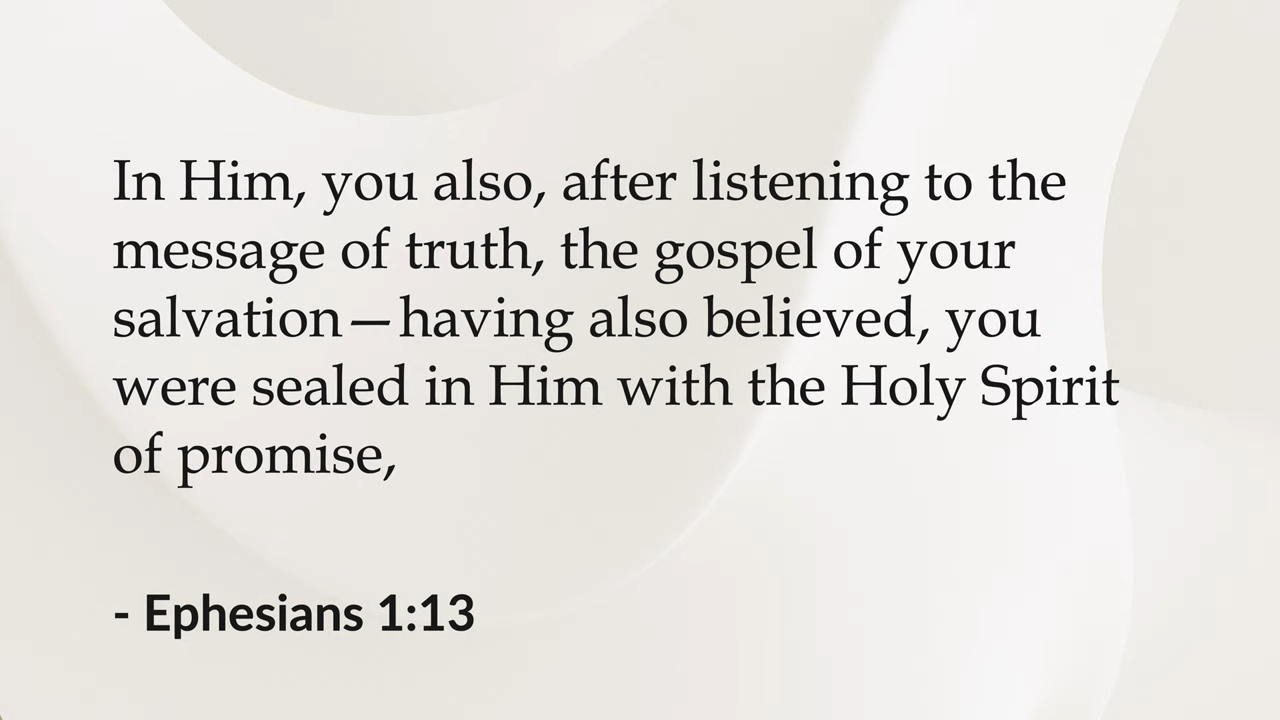 In Him, you also, after listening to the
message of truth, the gospel of your
salvation—having also believed, you
were sealed in Him with the Holy Spirit
of promise,
- Ephesians 1:13